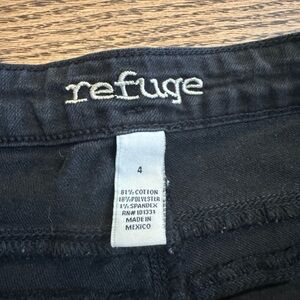 refuge
4
81% COTTON
18% POLYESTER
1% SPANDEX
RN# 101331
MADE IN
MEXICO